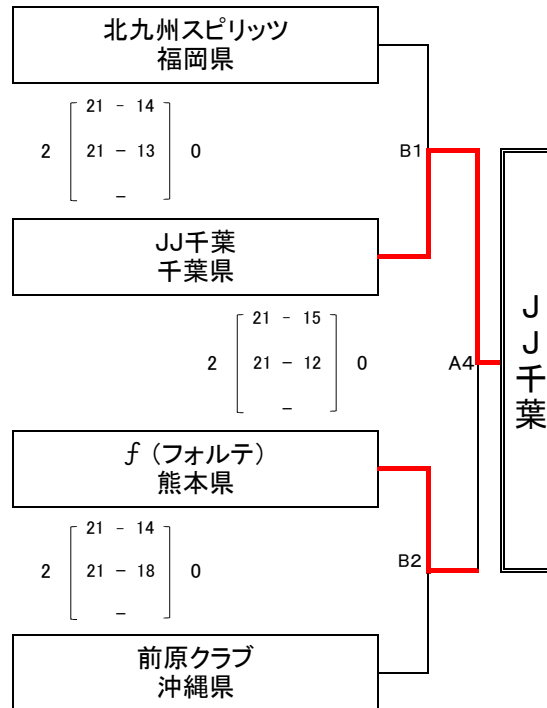 北九州スピリッツ
福岡県
21 - 14
2 21 - 13 0
-
B1
JJ千葉
千葉県
21 - 15
2 21 - 12 0
-
A4
JJ千葉
f（フォルテ）
熊本県
21 - 14
2 21 - 18 0
-
B2
前原クラブ
沖縄県